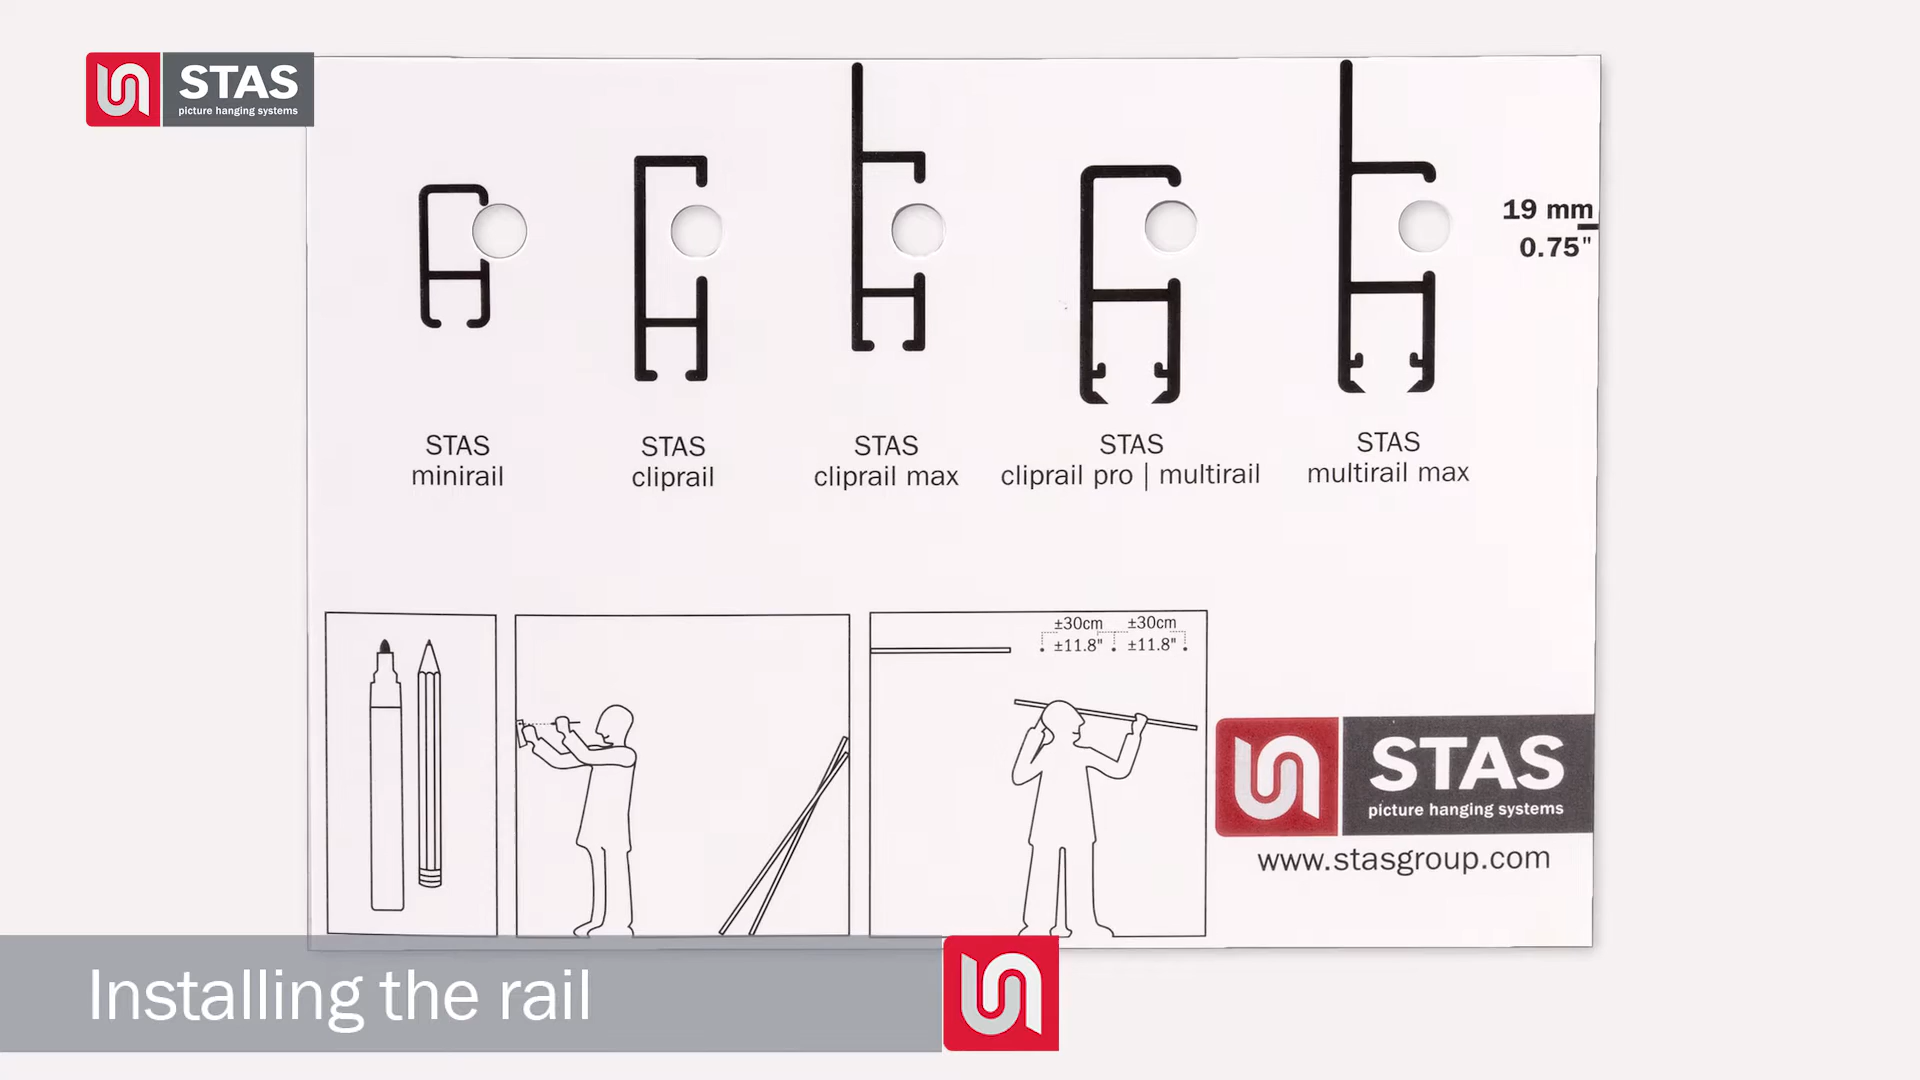 STAS
picture hanging systems
19 mm
0.75"
STAS
minirail
STAS
cliprail
STAS
cliprail max
STAS
cliprail pro | multirail
STAS
multirail max
±30cm ±30cm
±11.8" ±11.8"
STAS
picture hanging systems
www.stasgroup.com
Installing the rail